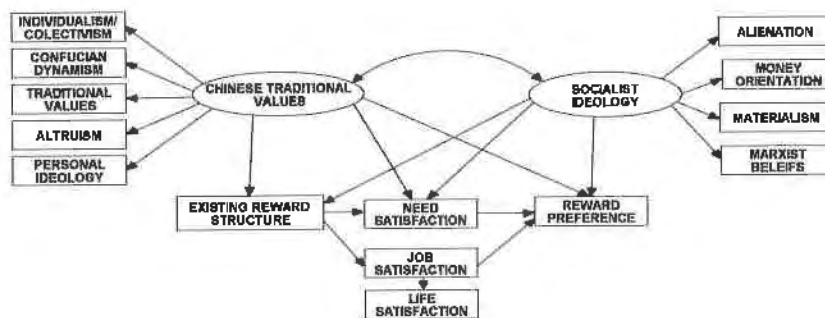 INDIVIDUALISM/
COLECTIVISM
CONFUCIAN
DYNAMISM
TRADITIONAL
VALUES
ALTRUISM
PERSONAL
IDEOLOGY
CHINESE TRADITIONAL
VALUES
SOCIALIST
IDEOLOGY
ALIENATION
MONEY
ORIENTATION
MATERIALISM
MARXIST
BELEIFS
EXISTING REWARD
STRUCTURE
NEED
SATISFACTION
REWARD
PREFERENCE
JOB
SATISFACTION
LIFE
SATISFACTION